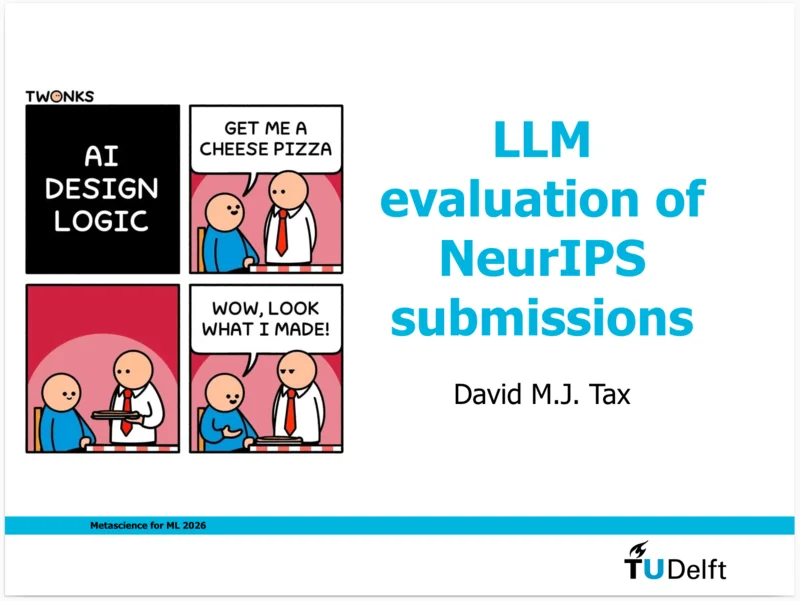 TWONKS
AI
DESIGN
LOGIC
GET ME A
CHEESE PIZZA
WOW, LOOK
WHAT I MADE!
LLM
evaluation of
NeurIPS
submissions
David M.J. Tax
Metascience for ML 2026
TUDelft